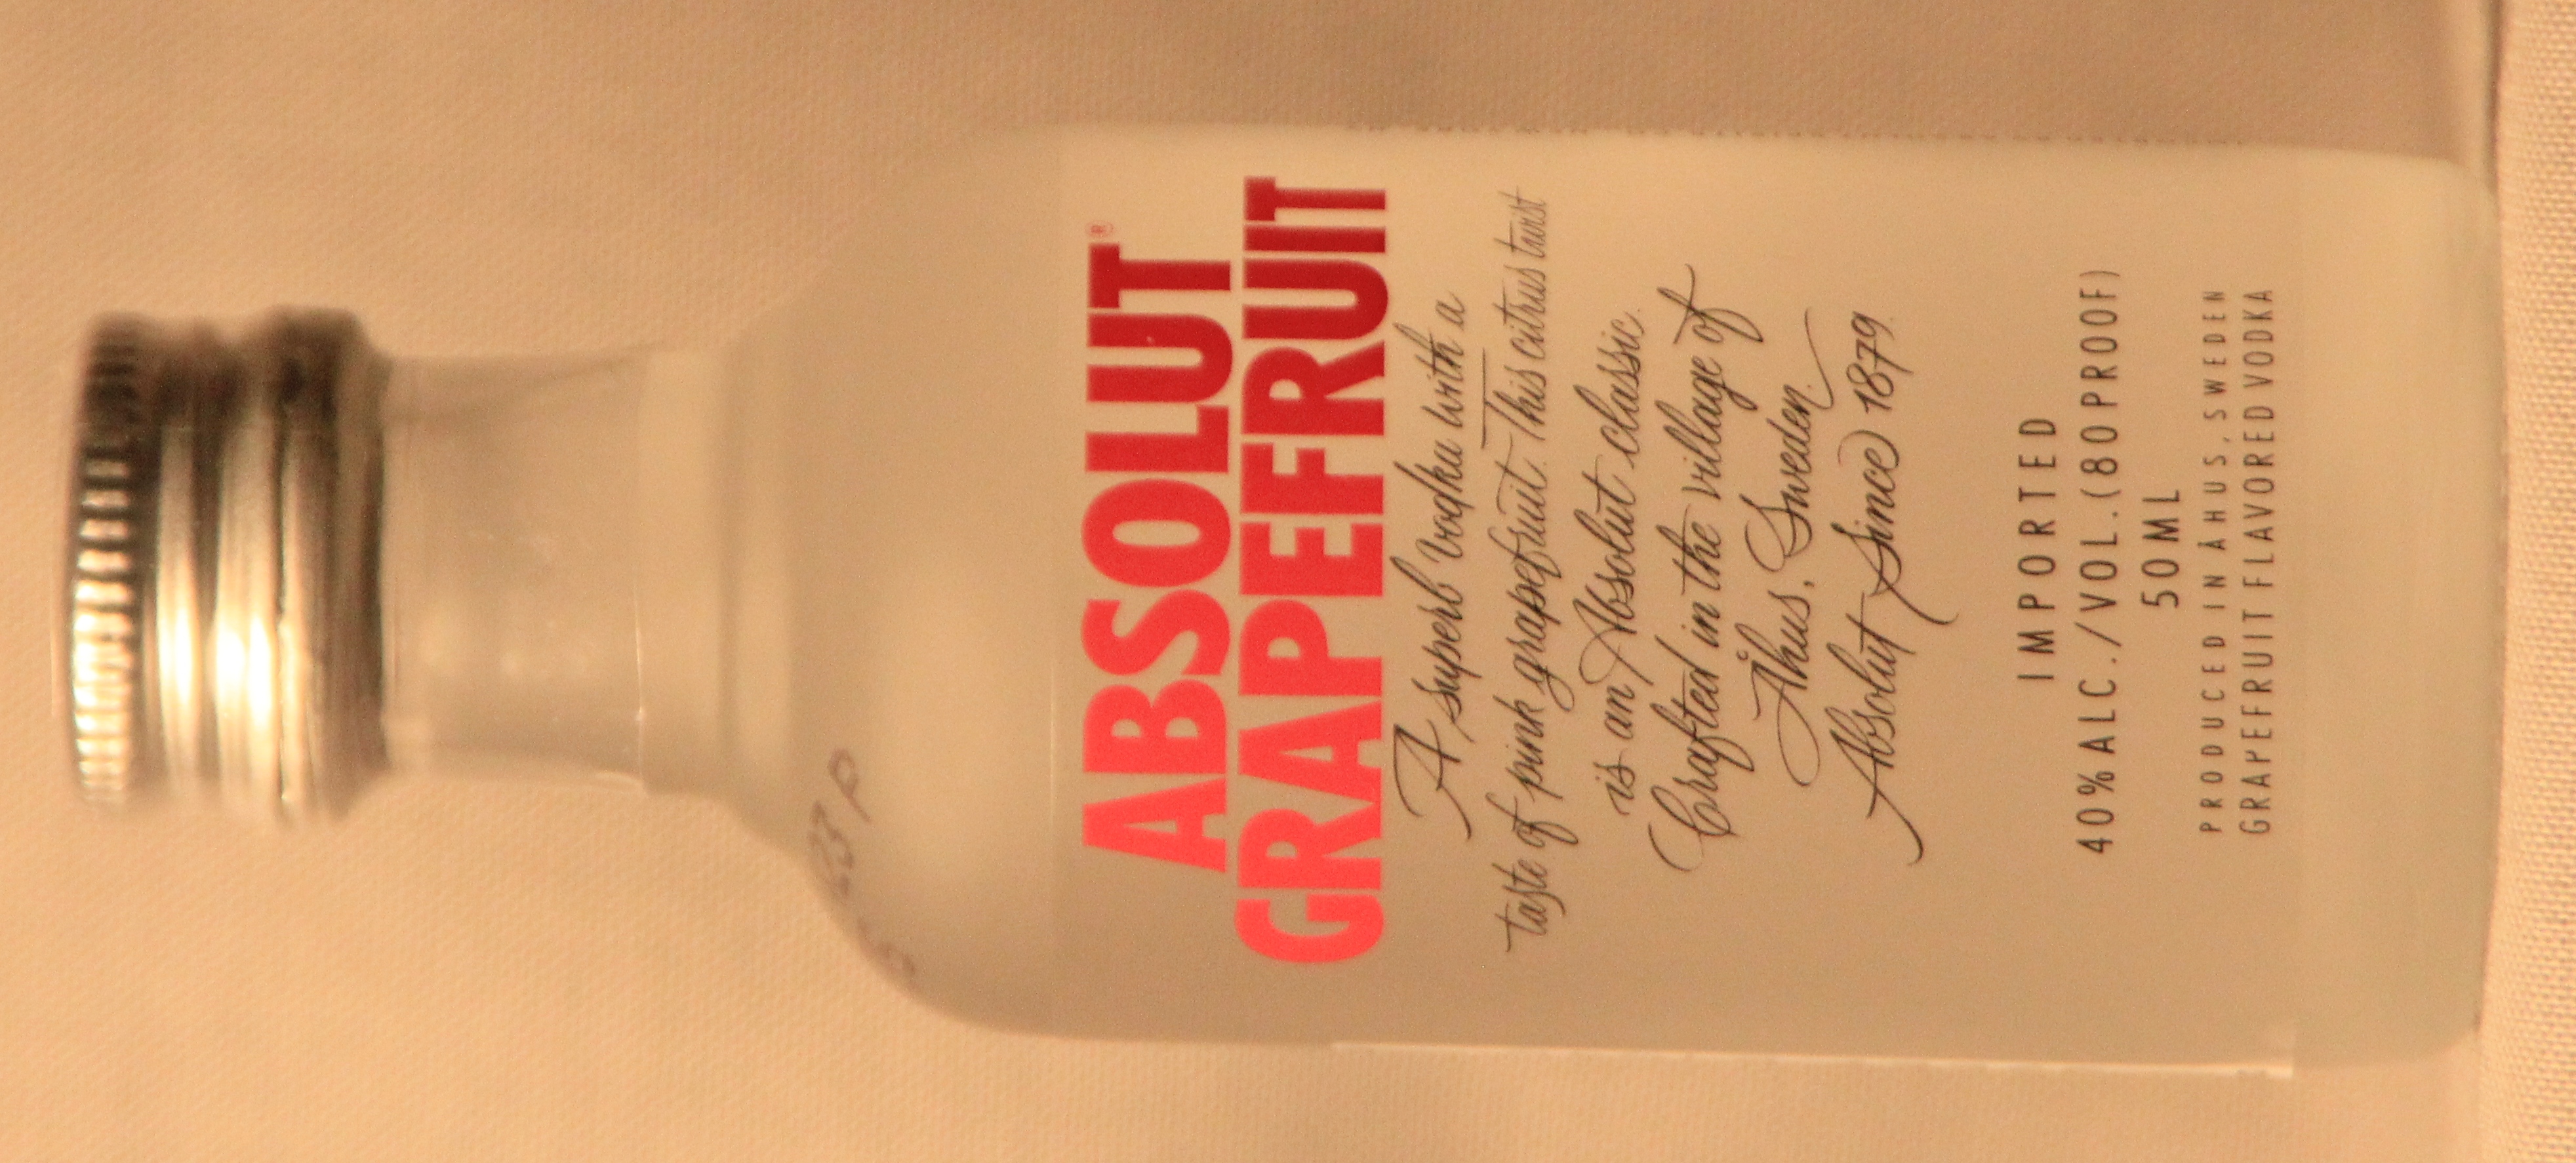 ABSOLUT®
GRAPEFRUIT
A superb vodka with a
taste of pink grapefruit. This citrus twist
is an Absolut classic.
Crafted in the village of
Åhus, Sweden.
Absolut Since 1879.
IMPORTED
40% ALC./VOL. (80 PROOF)
50ML
PRODUCED IN ÅHUS, SWEDEN
GRAPEFRUIT FLAVORED VODKA